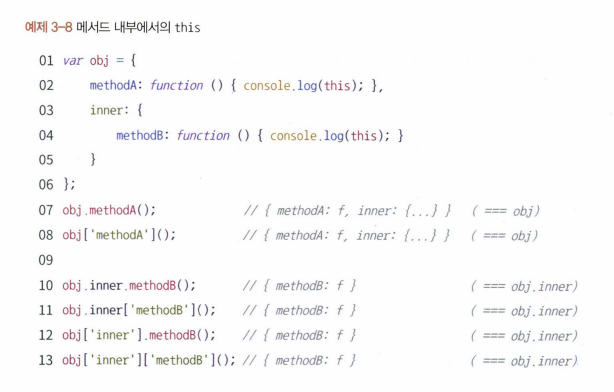 예제 3-8 메서드 내부에서의 this
01 var obj = {
02     methodA: function () { console.log(this); },
03     inner: {
04         methodB: function () { console.log(this); }
05     }
06 };
07 obj.methodA();             // { methodA: f, inner: {...} }   ( === obj)
08 obj['methodA']();          // { methodA: f, inner: {...} }   ( === obj)
09
10 obj.inner.methodB();       // { methodB: f }                 ( === obj.inner)
11 obj.inner['methodB']();    // { methodB: f }                 ( === obj.inner)
12 obj['inner'].methodB();    // { methodB: f }                 ( === obj.inner)
13 obj['inner']['methodB'](); // { methodB: f }                 ( === obj.inner)